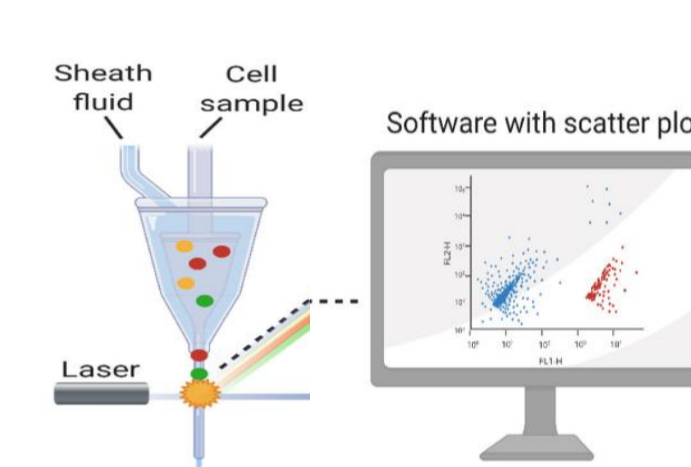 Sheath
fluid
Cell
sample
Software with scatter plo
Laser
FL2-H
FL1-H